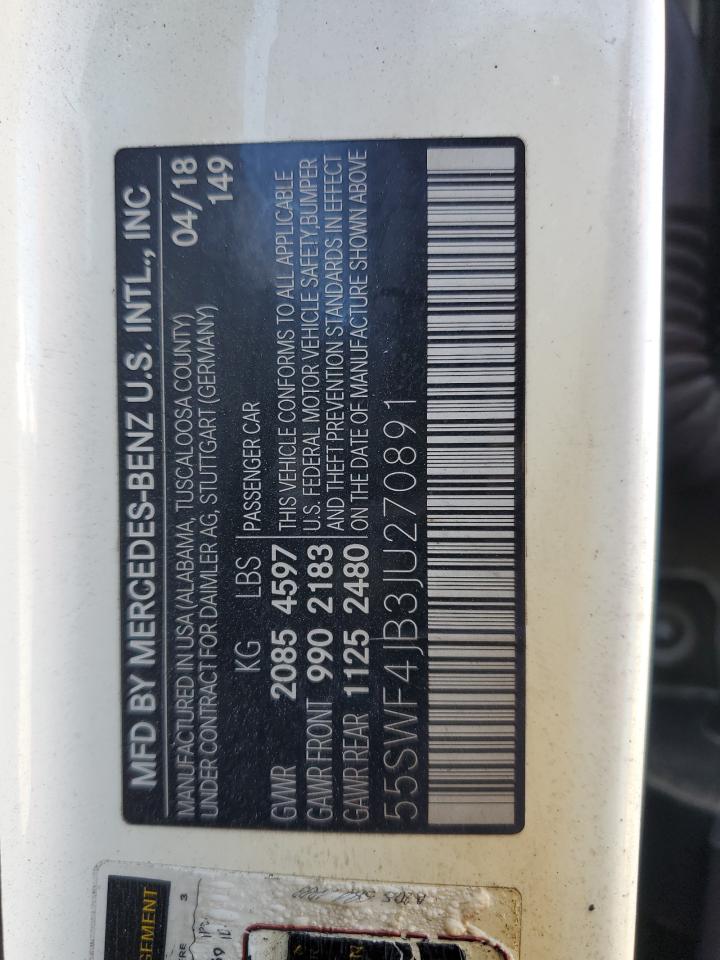 MFD BY MERCEDES-BENZ U.S. INTL., INC
MANUFACTURED IN USA (ALABAMA, TUSCALOOSA COUNTY) 04/18
UNDER CONTRACT FOR DAIMLER AG, STUTTGART (GERMANY) 149
KG LBS PASSENGER CAR
GWR 2085 4597 THIS VEHICLE CONFORMS TO ALL APPLICABLE
GAWR FRONT 990 2183 U.S. FEDERAL MOTOR VEHICLE SAFETY,BUMPER
AND THEFT PREVENTION STANDARDS IN EFFECT
GAWR REAR 1125 2480 ON THE DATE OF MANUFACTURE SHOWN ABOVE
55SWF4JB3JU270891
GEMENT
3